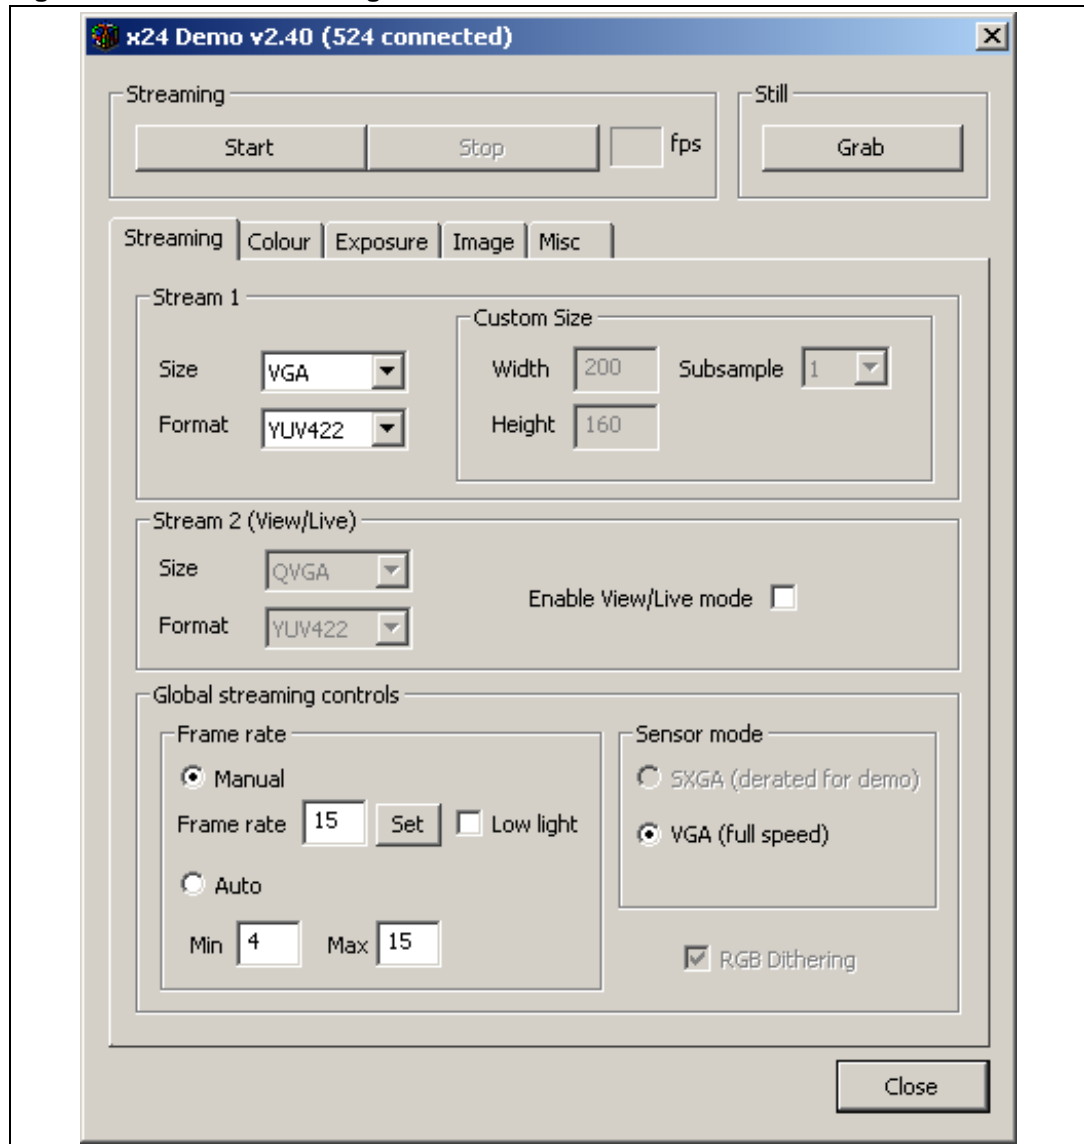 x24 Demo v2.40 (524 connected)
Streaming
Still
Start
Stop
fps
Grab
Streaming
Colour
Exposure
Image
Misc
Stream 1
Custom Size
Size
VGA
Width
200
Subsample
1
Format
YUV422
Height
160
Stream 2 (View/Live)
Size
QVGA
Enable View/Live mode
Format
YUV422
Global streaming controls
Frame rate
Sensor mode
Manual
SXGA (derated for demo)
Frame rate
15
Set
Low light
VGA (full speed)
Auto
Min
4
Max
15
RGB Dithering
Close